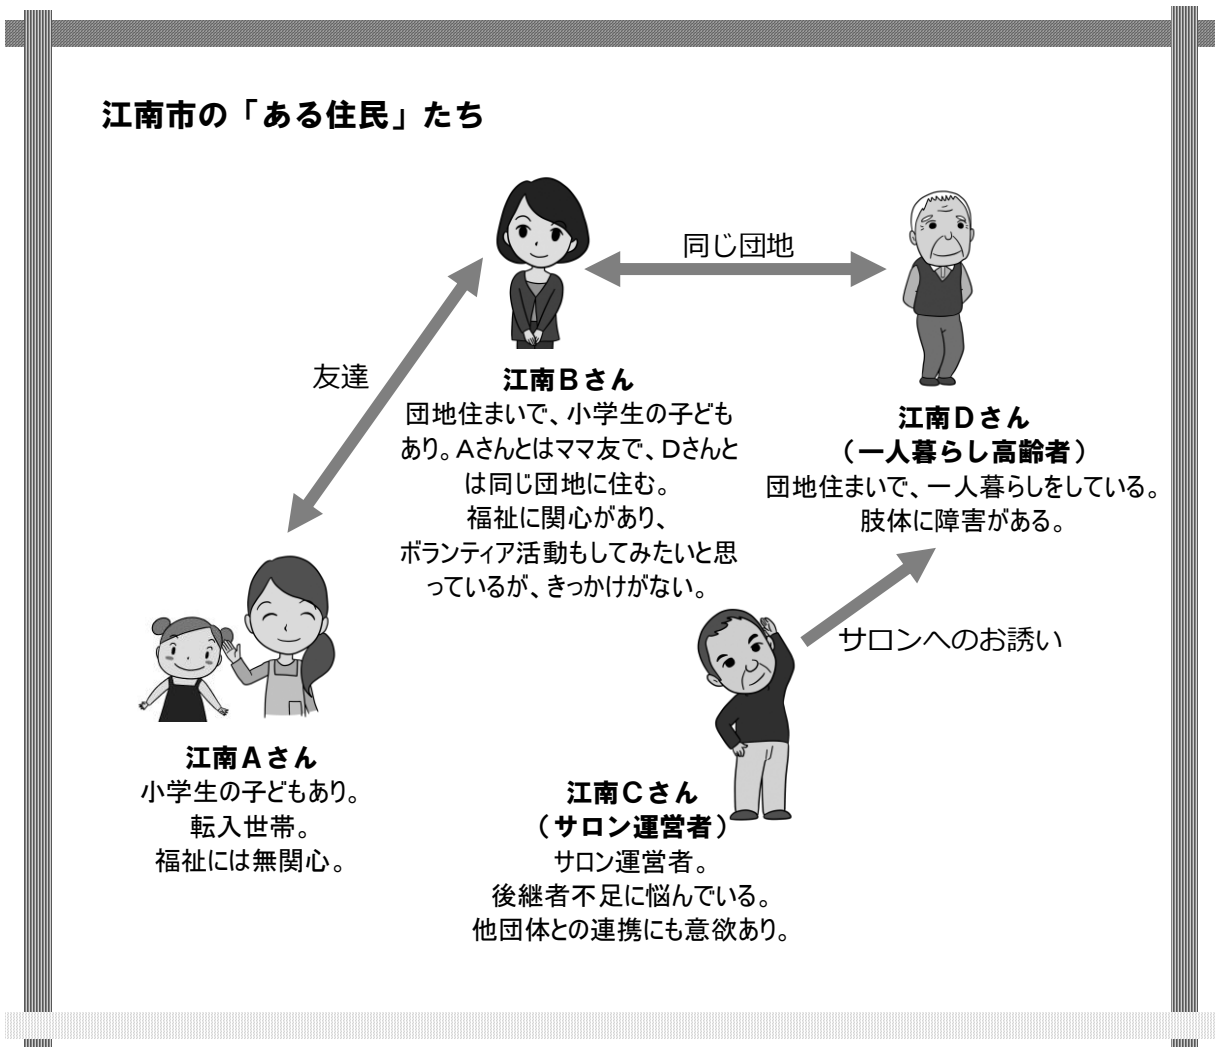 江南市の「ある住民」たち
同じ団地
友達
江南Bさん
団地住まいで、小学生の子ども
あり。Aさんとはママ友で、Dさんと
は同じ団地に住む。
福祉に関心があり、
ボランティア活動もしてみたいと思
っているが、きっかけがない。
江南Dさん
(一人暮らし高齢者)
団地住まいで、一人暮らしをしている。
肢体に障害がある。
サロンへのお誘い
江南Aさん
小学生の子どもあり。
転入世帯。
福祉には無関心。
江南Cさん
(サロン運営者)
サロン運営者。
後継者不足に悩んでいる。
他団体との連携にも意欲あり。